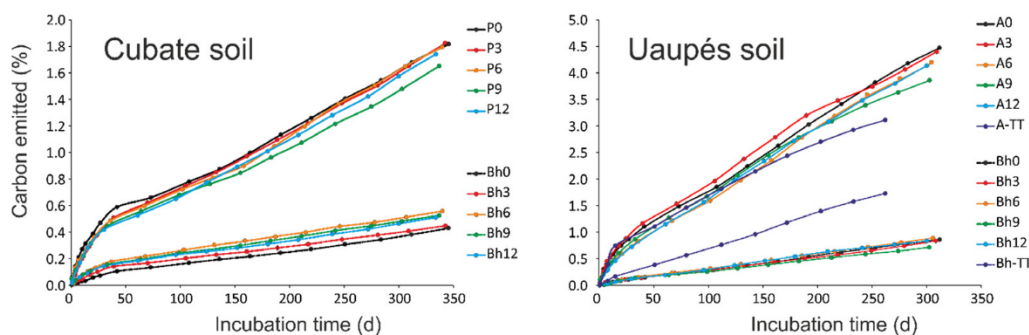 Cubate soil
Carbon emitted (%)
2.0
1.8
1.6
1.4
1.2
1.0
0.8
0.6
0.4
0.2
0.0
0
50
100
150
200
250
300
350
Incubation time (d)
P0
P3
P6
P9
P12
Bh0
Bh3
Bh6
Bh9
Bh12
Uaupés soil
5.0
4.5
4.0
3.5
3.0
2.5
2.0
1.5
1.0
0.5
0.0
0
50
100
150
200
250
300
350
Incubation time (d)
A0
A3
A6
A9
A12
A-TT
Bh0
Bh3
Bh6
Bh9
Bh12
Bh-TT